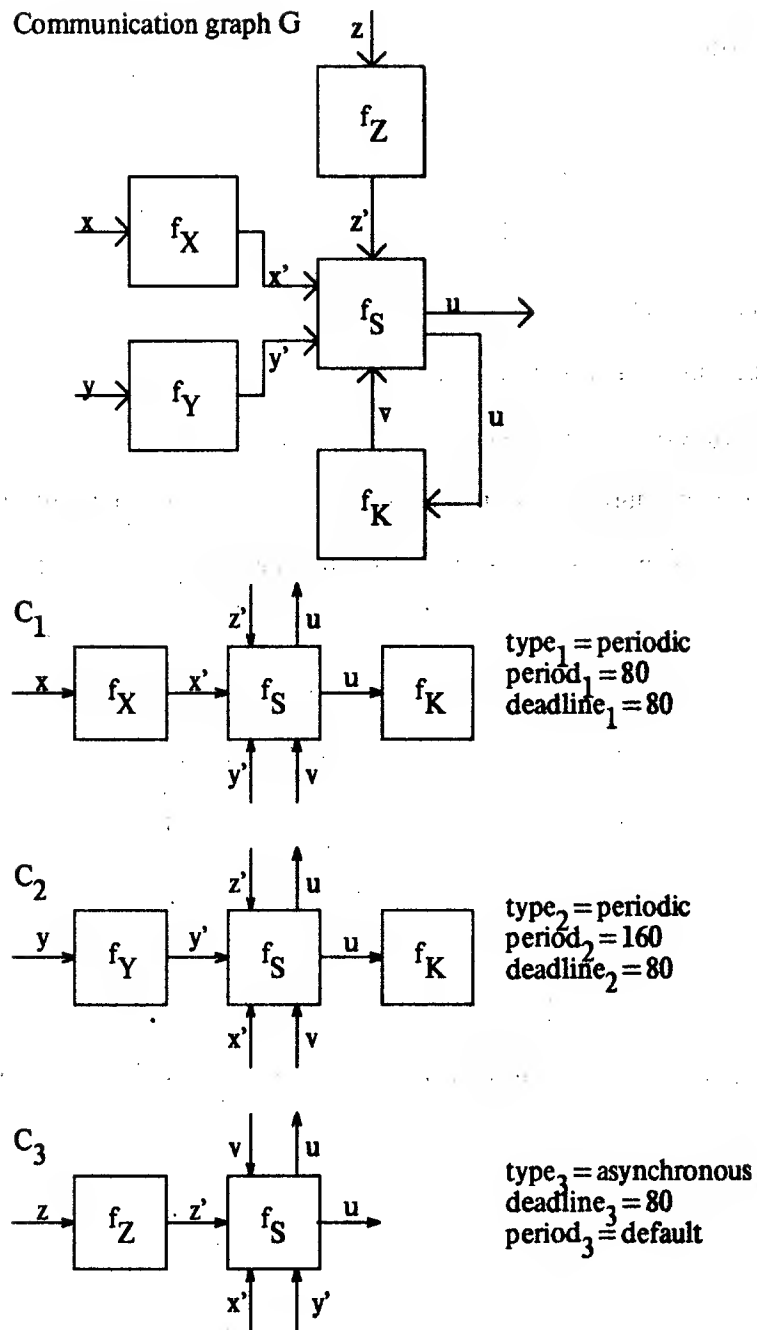 Communication graph G
z
f_Z
z'
x
f_X
x'
f_S
u
y
f_Y
y'
v
u
f_K
C_1
z'
u
x
f_X
x'
f_S
u
f_K
y'
v
type_1 = periodic
period_1 = 80
deadline_1 = 80
C_2
z'
u
y
f_Y
y'
f_S
u
f_K
x'
v
type_2 = periodic
period_2 = 160
deadline_2 = 80
C_3
v
u
z
f_Z
z'
f_S
u
x'
y'
type_3 = asynchronous
deadline_3 = 80
period_3 = default